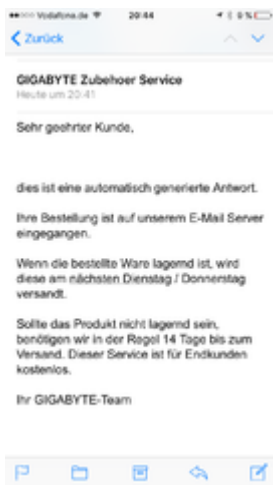 Vodafone.de 20:44 9 %
Zurück
GIGABYTE Zubehoer Service
Heute um 20:41
Sehr geehrter Kunde,
dies ist eine automatisch generierte Antwort.
Ihre Bestellung ist auf unserem E-Mail Server
eingegangen.
Wenn die bestellte Ware lagernd ist, wird
diese am nächsten Dienstag / Donnerstag
versandt.
Sollte das Produkt nicht lagernd sein,
benötigen wir in der Regel 14 Tage bis zum
Versand. Dieser Service ist für Endkunden
kostenlos.
Ihr GIGABYTE-Team